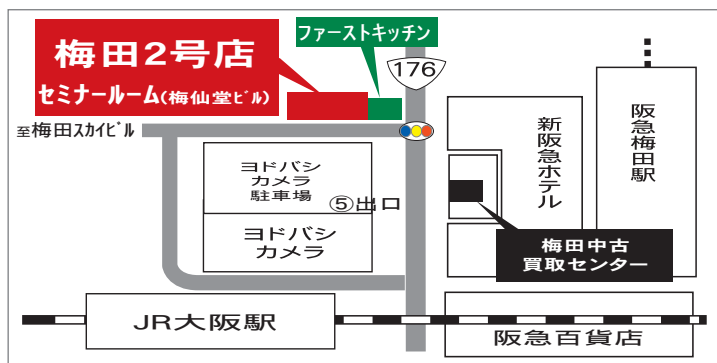 梅田2号店
セミナールーム(梅仙堂ビル)
ファーストキッチン
176
至梅田スカイビル
ヨドバシ
カメラ
駐車場
⑤出口
ヨドバシ
カメラ
新阪急ホテル
阪急梅田駅
梅田中古
買取センター
JR大阪駅
阪急百貨店